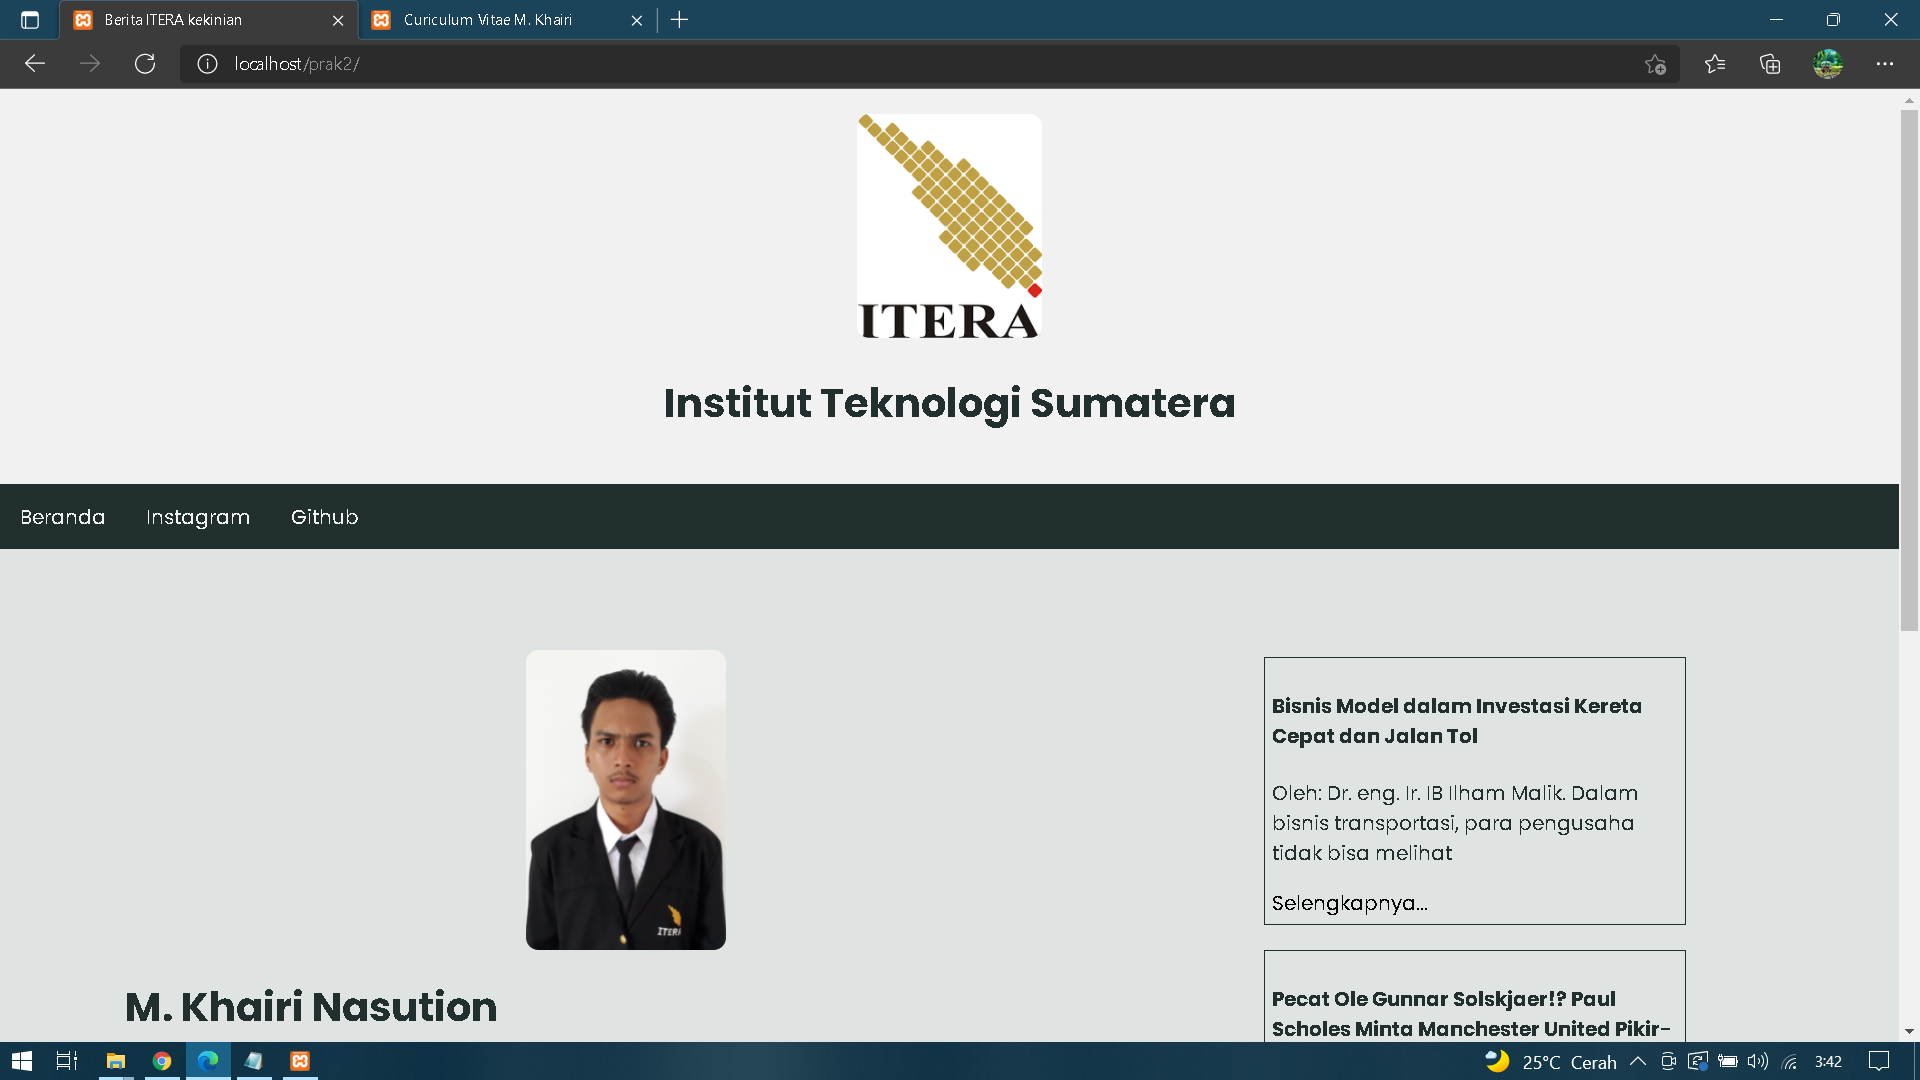 Berita ITERA kekinian
Curiculum Vitae M. Khairi
localhost/prak2/
ITERA
Institut Teknologi Sumatera
Beranda
Instagram
Github
ITERA
M. Khairi Nasution
Bisnis Model dalam Investasi Kereta
Cepat dan Jalan Tol
Oleh: Dr. eng. Ir. IB Ilham Malik. Dalam
bisnis transportasi, para pengusaha
tidak bisa melihat
Selengkapnya...
Pecat Ole Gunnar Solskjaer!? Paul
Scholes Minta Manchester United Pikir-
25°C Cerah
3:42